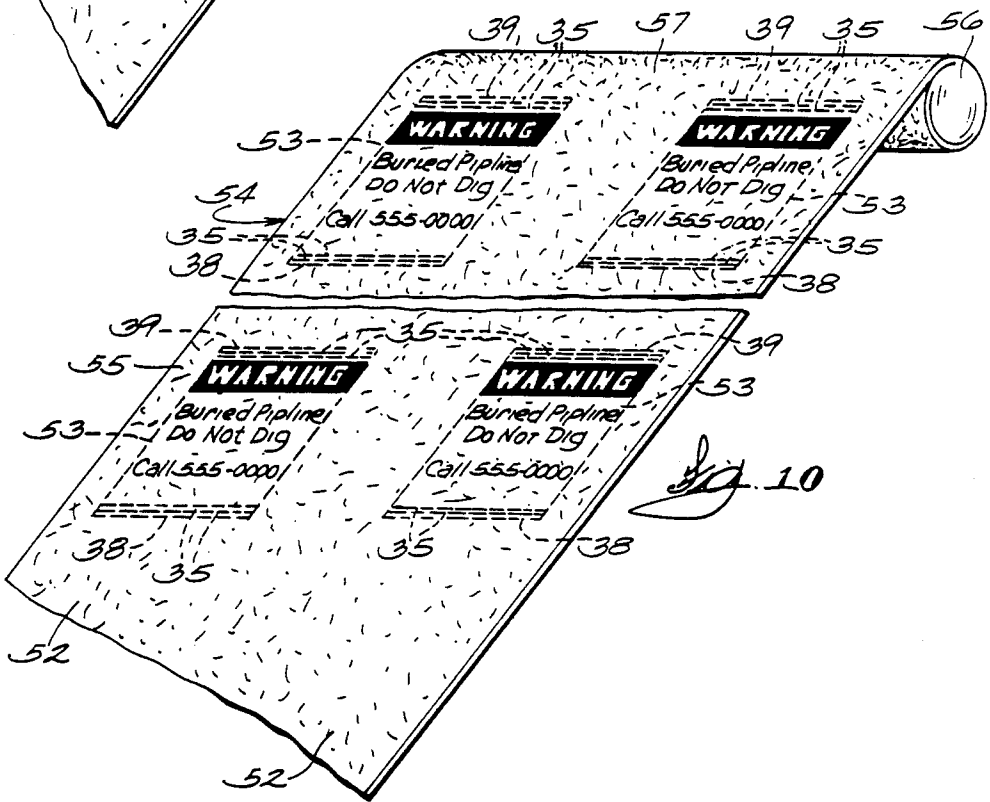 39 35 57 39 35 56
WARNING WARNING
53
Buried Pipline Buried Pipline
Do Not Dig Do Not Dig
54 53
Call 555-0000 Call 555-0000
35 35
38 38
39 35 39
55
WARNING WARNING
53
Buried Pipline Buried Pipline
53 Do Not Dig Do Not Dig
Call 555-0000 Call 555-0000
Fig. 10
38 35 35 38
52
52